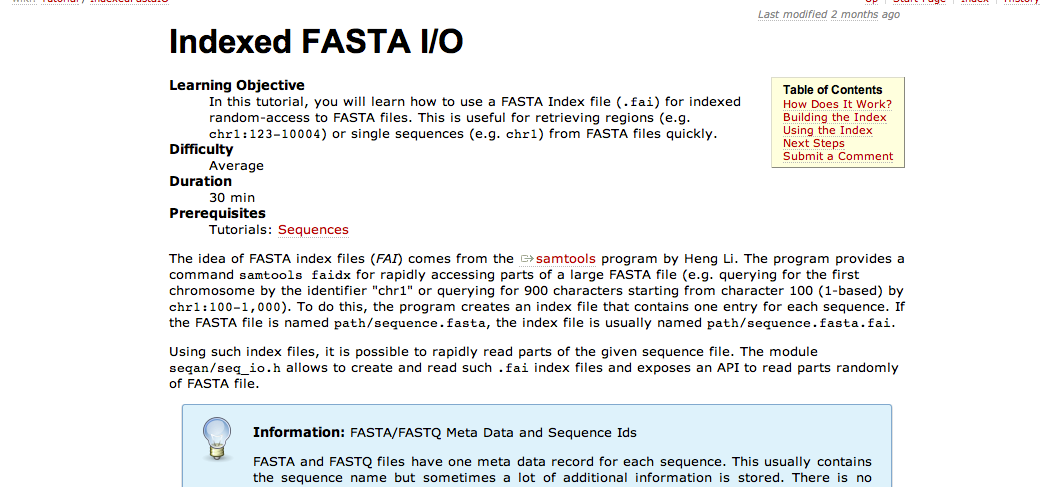 Last modified 2 months ago
Indexed FASTA I/O
Learning Objective
In this tutorial, you will learn how to use a FASTA Index file (.fai) for indexed
random-access to FASTA files. This is useful for retrieving regions (e.g.
chr1:123-10004) or single sequences (e.g. chr1) from FASTA files quickly.
Difficulty
Average
Duration
30 min
Prerequisites
Tutorials: Sequences
Table of Contents
How Does It Work?
Building the Index
Using the Index
Next Steps
Submit a Comment
The idea of FASTA index files (FAI) comes from the samtools program by Heng Li. The program provides a
command samtools faidx for rapidly accessing parts of a large FASTA file (e.g. querying for the first
chromosome by the identifier "chr1" or querying for 900 characters starting from character 100 (1-based) by
chr1:100-1,000). To do this, the program creates an index file that contains one entry for each sequence. If
the FASTA file is named path/sequence.fasta, the index file is usually named path/sequence.fasta.fai.
Using such index files, it is possible to rapidly read parts of the given sequence file. The module
seqan/seq_io.h allows to create and read such .fai index files and exposes an API to read parts randomly
of FASTA file.
Information: FASTA/FASTQ Meta Data and Sequence Ids
FASTA and FASTQ files have one meta data record for each sequence. This usually contains
the sequence name but sometimes a lot of additional information is stored. There is no